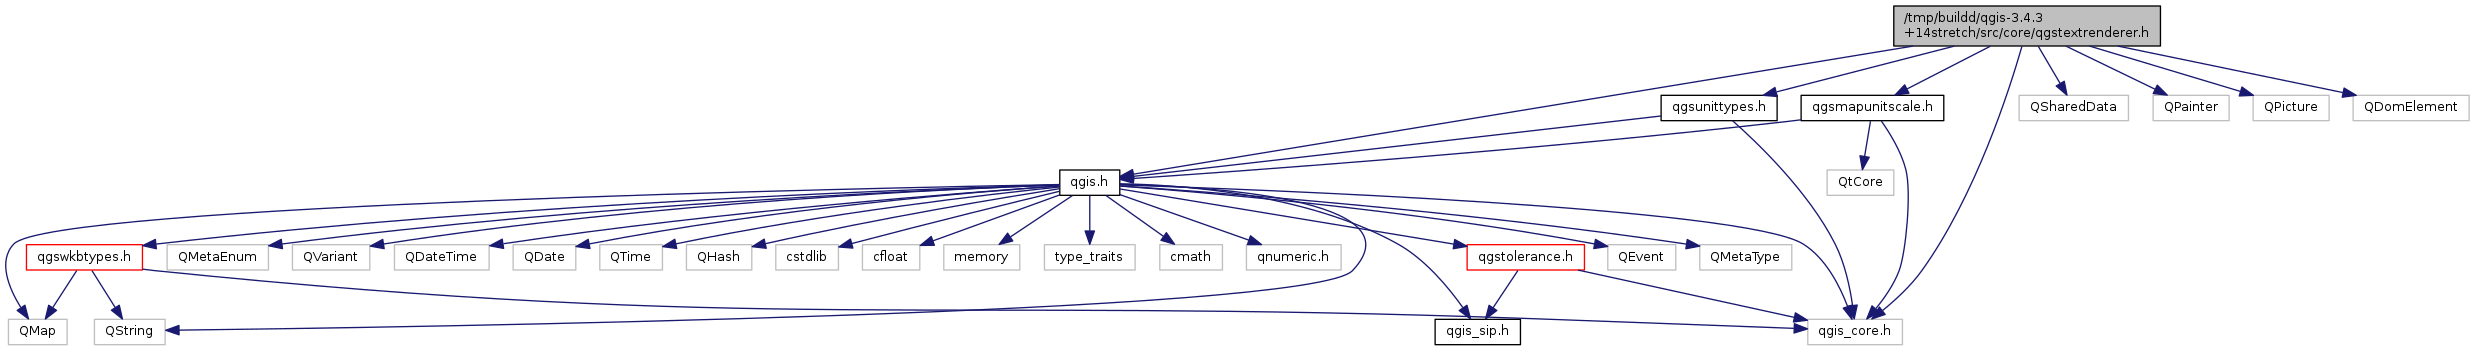 /tmp/buildd/qgis-3.4.3
+14stretch/src/core/qgstextrenderer.h
qgsunittypes.h
qgsmapunitscale.h
QSharedData
QPainter
QPicture
QDomElement
qgis.h
QtCore
qgswkbtypes.h
QMetaEnum
QVariant
QDateTime
QDate
QTime
QHash
cstdlib
cfloat
memory
type_traits
cmath
qnumeric.h
qgstolerance.h
QEvent
QMetaType
QMap
QString
qgis_sip.h
qgis_core.h